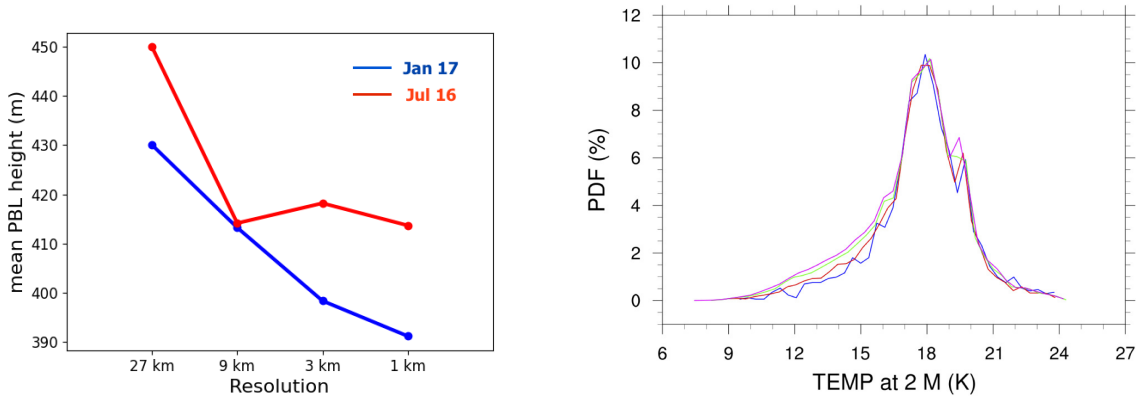 mean PBL height (m)
450
440
430
420
410
400
390
27 km 9 km 3 km 1 km
Resolution
Jan 17
Jul 16
PDF (%)
12
10
8
6
4
2
0
6 9 12 15 18 21 24 27
TEMP at 2 M (K)